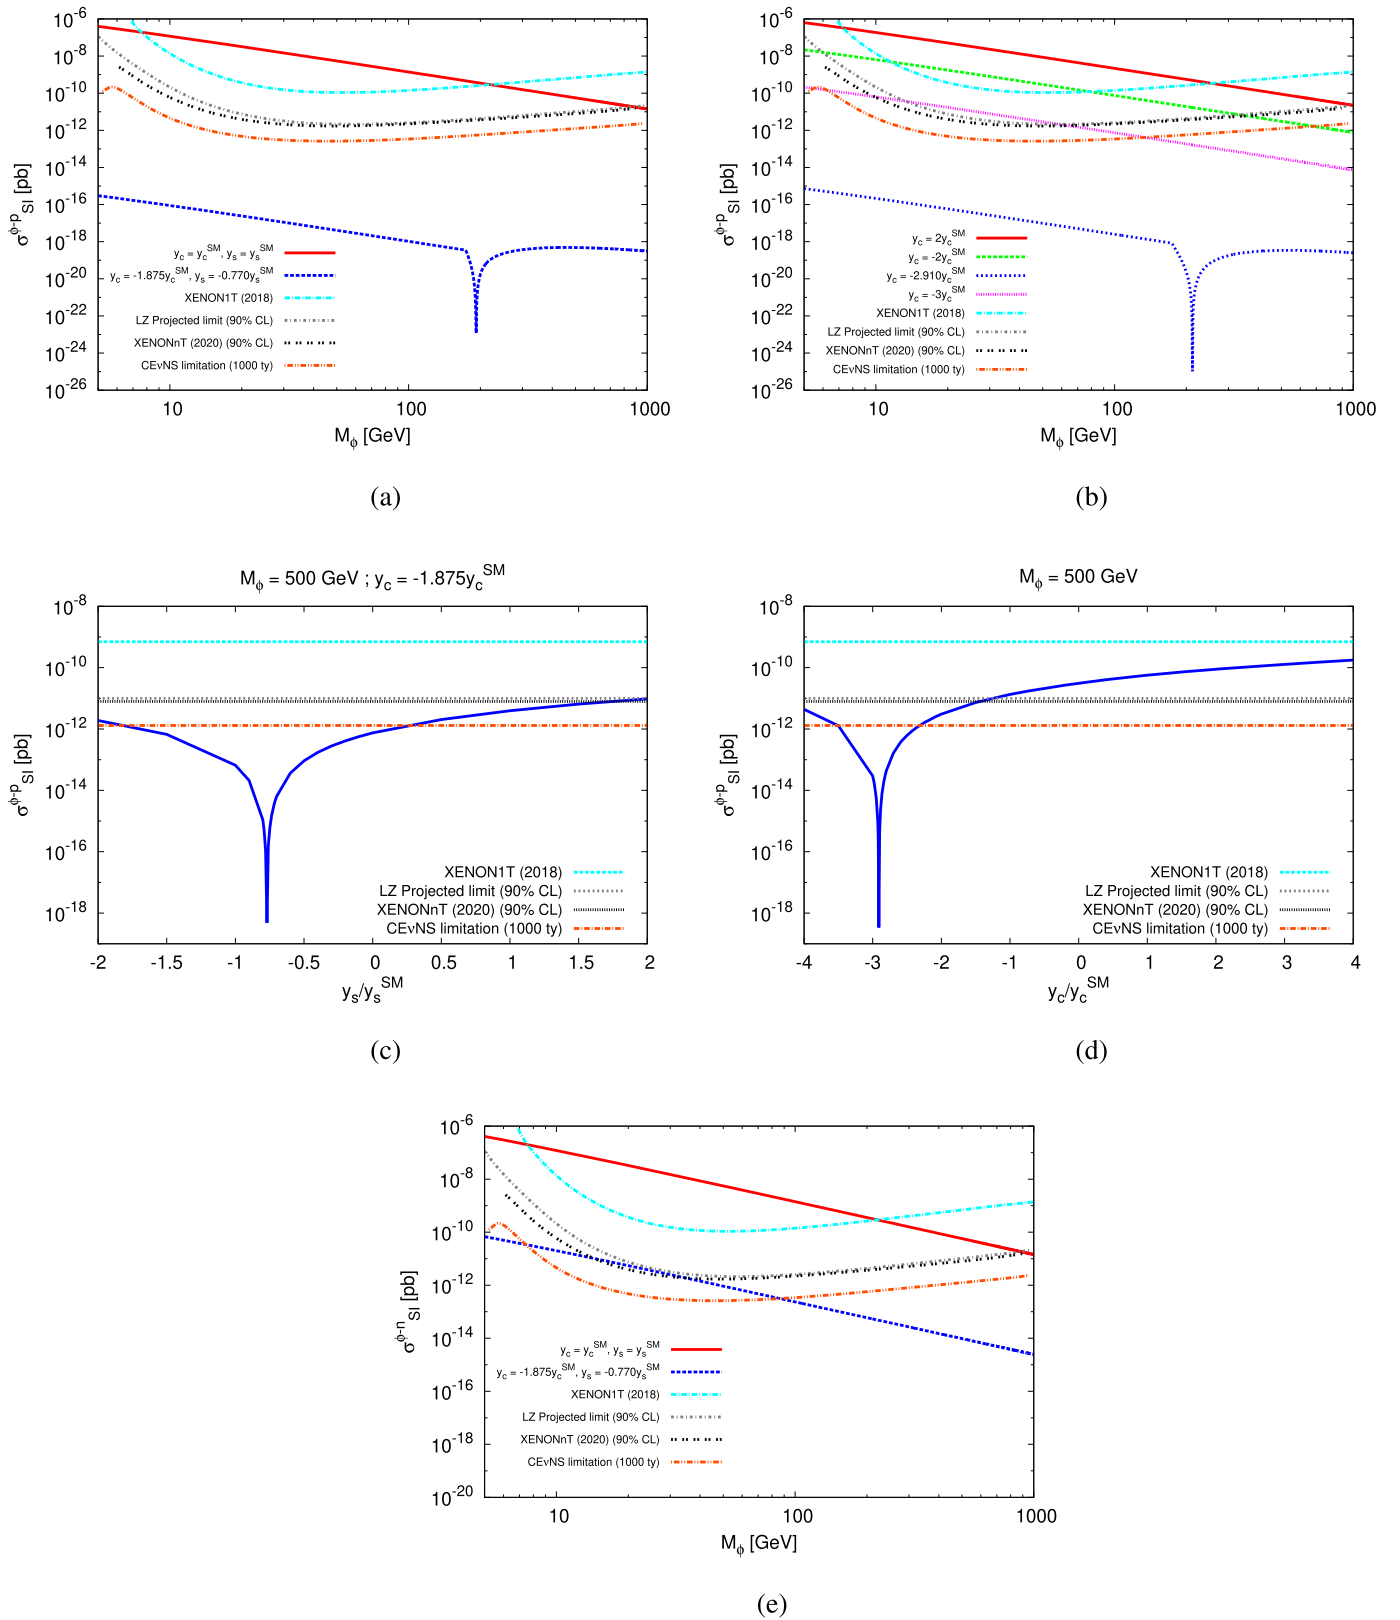 10^-6
10^-8
10^-10
10^-12
10^-14
10^-16
10^-18
10^-20
10^-22
10^-24
10^-26
σ^ϕ-p_SI [pb]
y_c = y_c^SM, y_s = y_s^SM
y_c = -1.875y_c^SM, y_s = -0.770y_s^SM
XENON1T (2018)
LZ Projected limit (90% CL)
XENONnT (2020) (90% CL)
CEνNS limitation (1000 ty)
10 100 1000
M_ϕ [GeV]
(a)
10^-6
10^-8
10^-10
10^-12
10^-14
10^-16
10^-18
10^-20
10^-22
10^-24
10^-26
σ^ϕ-p_SI [pb]
y_c = 2y_c^SM
y_c = -2y_c^SM
y_c = -2.910y_c^SM
y_c = -3y_c^SM
XENON1T (2018)
LZ Projected limit (90% CL)
XENONnT (2020) (90% CL)
CEνNS limitation (1000 ty)
10 100 1000
M_ϕ [GeV]
(b)
M_ϕ = 500 GeV ; y_c = -1.875y_c^SM
10^-8
10^-10
10^-12
10^-14
10^-16
10^-18
σ^ϕ-p_SI [pb]
XENON1T (2018)
LZ Projected limit (90% CL)
XENONnT (2020) (90% CL)
CEνNS limitation (1000 ty)
-2 -1.5 -1 -0.5 0 0.5 1 1.5 2
y_s/y_s^SM
(c)
M_ϕ = 500 GeV
10^-8
10^-10
10^-12
10^-14
10^-16
10^-18
σ^ϕ-p_SI [pb]
XENON1T (2018)
LZ Projected limit (90% CL)
XENONnT (2020) (90% CL)
CEνNS limitation (1000 ty)
-4 -3 -2 -1 0 1 2 3 4
y_c/y_c^SM
(d)
10^-6
10^-8
10^-10
10^-12
10^-14
10^-16
10^-18
10^-20
σ^ϕ-n_SI [pb]
y_c = y_c^SM, y_s = y_s^SM
y_c = -1.875y_c^SM, y_s = -0.770y_s^SM
XENON1T (2018)
LZ Projected limit (90% CL)
XENONnT (2020) (90% CL)
CEνNS limitation (1000 ty)
10 100 1000
M_ϕ [GeV]
(e)